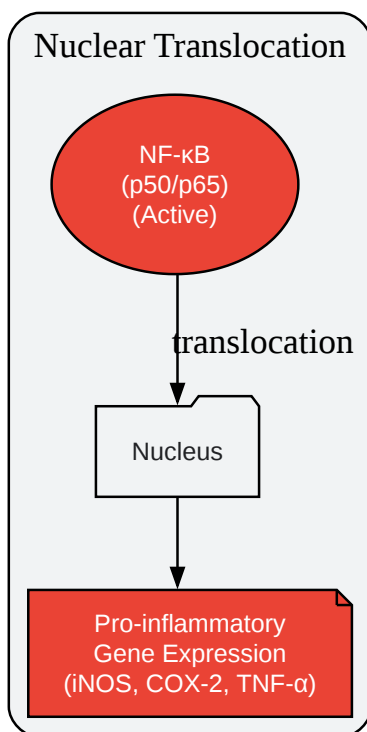 Nuclear Translocation
NF-κB
(p50/p65)
(Active)
translocation
Nucleus
Pro-inflammatory
Gene Expression
(iNOS, COX-2, TNF-α)